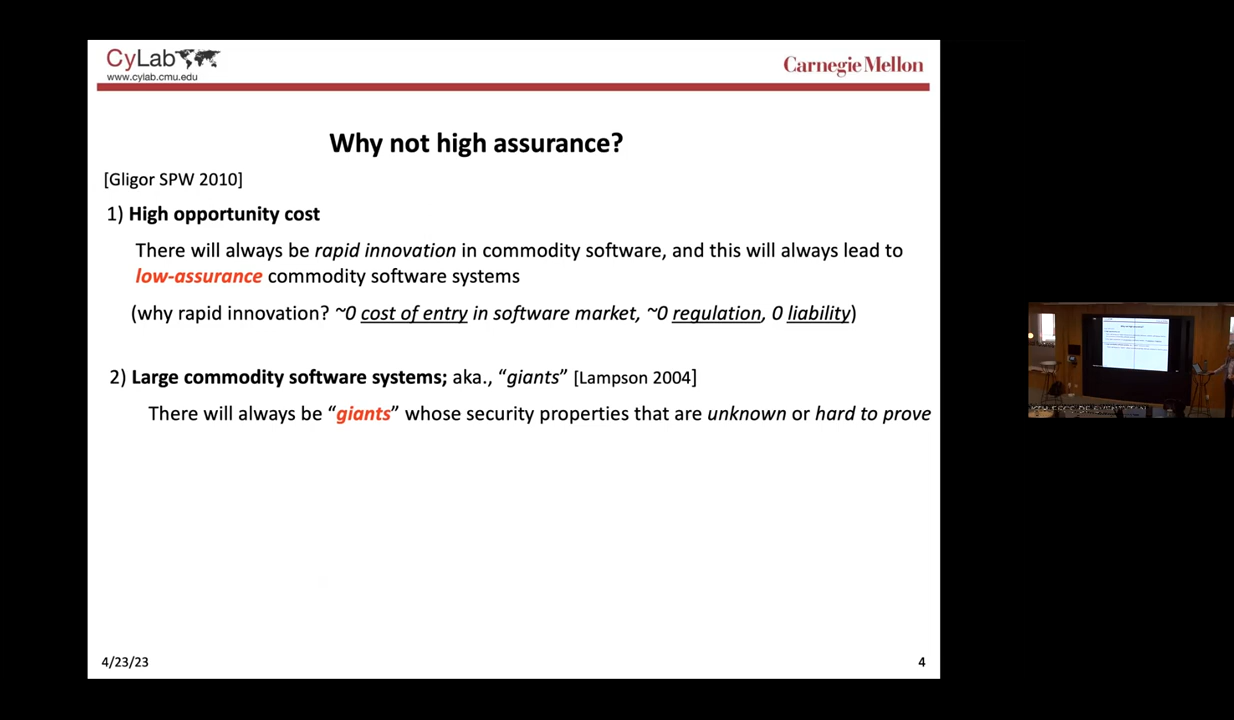 CyLab
www.cylab.cmu.edu
Carnegie Mellon
Why not high assurance?
[Gligor SPW 2010]
1) High opportunity cost
There will always be rapid innovation in commodity software, and this will always lead to
low-assurance commodity software systems
(why rapid innovation? ~0 cost of entry in software market, ~0 regulation, 0 liability)
2) Large commodity software systems; aka., “giants” [Lampson 2004]
There will always be “giants” whose security properties that are unknown or hard to prove
4/23/23
4